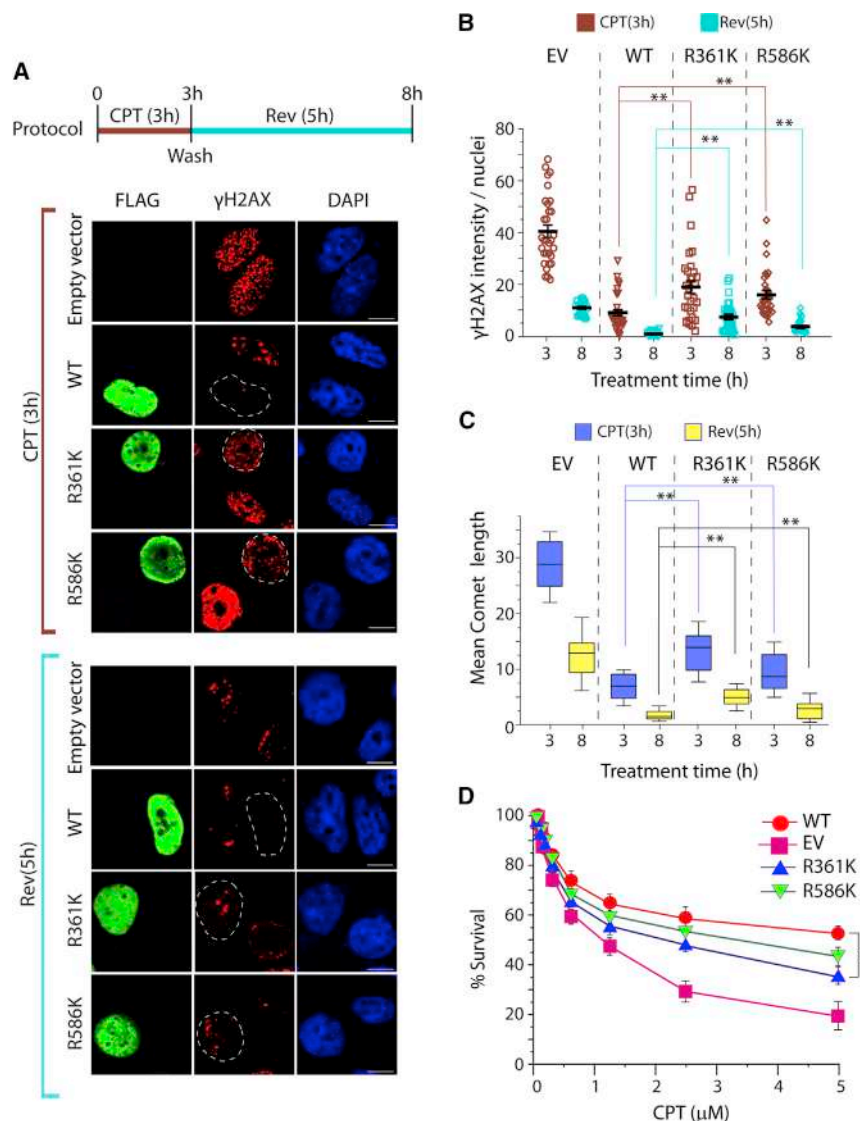 A
0 3h 8h
CPT (3h) Rev (5h)
Protocol
Wash
FLAG γH2AX DAPI
Empty vector
WT
R361K
R586K
CPT (3h)
Empty vector
WT
R361K
R586K
Rev(5h)
B
CPT(3h) Rev(5h)
EV WT R361K R586K
**
**
**
**
80
60
40
20
0
γH2AX intensity / nuclei
3 8 3 8 3 8 3 8
Treatment time (h)
C
CPT(3h) Rev(5h)
EV WT R361K R586K
**
**
**
**
30
20
10
0
Mean Comet length
3 8 3 8 3 8 3 8
Treatment time (h)
D
100
80
60
40
20
0
% Survival
WT
EV
R361K
R586K
0 1 2 3 4 5
CPT (μM)